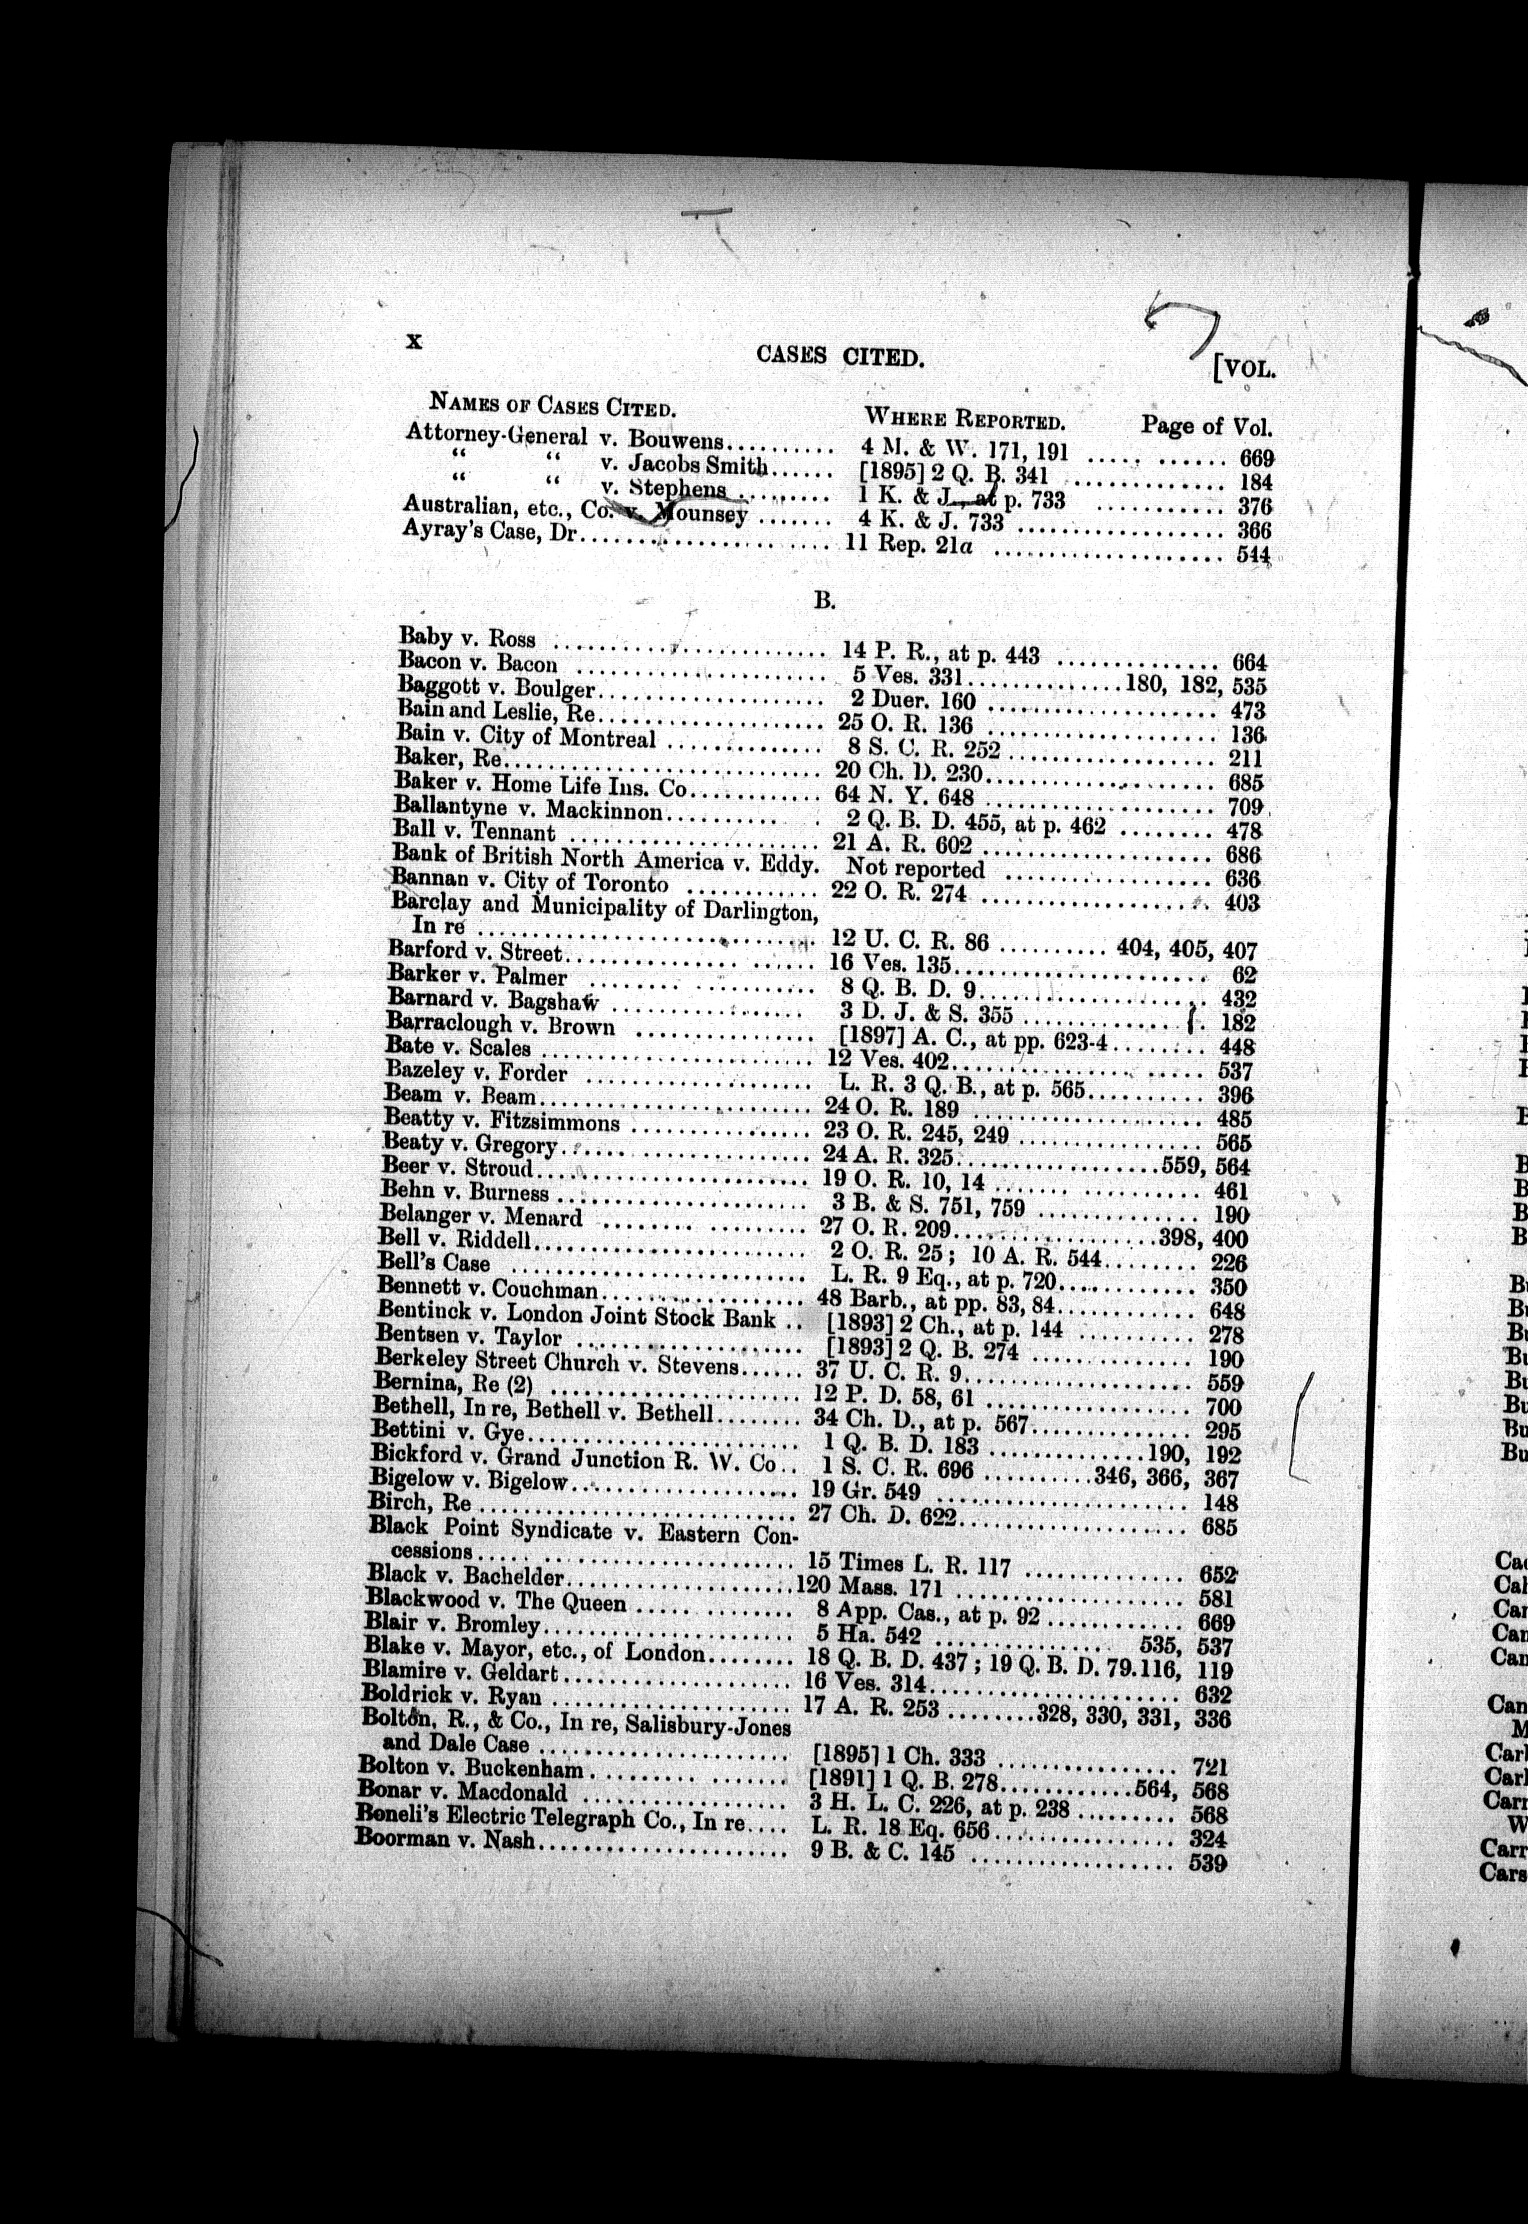 x
CASES CITED.
[VOL.
NAMES OF CASES CITED. WHERE REPORTED. Page of Vol.
Attorney-General v. Bouwens.......... 4 M. & W. 171, 191 ........... 669
“ “ v. Jacobs Smith...... [1895] 2 Q. B. 341 ............. 184
“ “ v. Stephens ......... 1 K. & J., at p. 733 ........... 376
Australian, etc., Co. v. Mounsey ....... 4 K. & J. 733 .................. 366
Ayray's Case, Dr...................... 11 Rep. 21a .................... 544
B.
Baby v. Ross ......................... 14 P. R., at p. 443 .............. 664
Bacon v. Bacon ....................... 5 Ves. 331..............180, 182, 535
Baggott v. Boulger.................... 2 Duer. 160 .................... 473
Bain and Leslie, Re.................... 25 O. R. 136 .................... 136
Bain v. City of Montreal .............. 8 S. C. R. 252 .................. 211
Baker, Re............................. 20 Ch. D. 230.................... 685
Baker v. Home Life Ins. Co............ 64 N. Y. 648 .................... 709
Ballantyne v. Mackinnon.......... . 2 Q. B. D. 455, at p. 462 ........ 478
Ball v. Tennant ....................... 21 A. R. 602 .................... 686
Bank of British North America v. Eddy. Not reported .................. 636
Bannan v. City of Toronto ............ 22 O. R. 274 .................... 403
Barclay and Municipality of Darlington,
In re .............................. 12 U. C. R. 86 .......... 404, 405, 407
Barford v. Street....................... 16 Ves. 135...................... 62
Barker v. Palmer ..................... 8 Q. B. D. 9.................... 432
Barnard v. Bagshaw ................... 3 D. J. & S. 355 ................ 182
Barraclough v. Brown ................ [1897] A. C., at pp. 623-4........ 448
Bate v. Scales ......................... 12 Ves. 402...................... 537
Bazeley v. Forder ..................... L. R. 3 Q. B., at p. 565.......... 396
Beam v. Beam......................... 24 O. R. 189 .................... 485
Beatty v. Fitzsimmons ................ 23 O. R. 245, 249 ................ 565
Beaty v. Gregory...................... 24 A. R. 325..................559, 564
Beer v. Stroud......................... 19 O. R. 10, 14 .................. 461
Behn v. Burness ....................... 3 B. & S. 751, 759 .............. 190
Belanger v. Menard ................... 27 O. R. 209..................398, 400
Bell v. Riddell......................... 2 O. R. 25; 10 A. R. 544........ 226
Bell's Case ........................... L. R. 9 Eq., at p. 720............ 350
Bennett v. Couchman.................. 48 Barb., at pp. 83, 84............ 648
Bentinck v. London Joint Stock Bank .. [1893] 2 Ch., at p. 144 .......... 278
Bentsen v. Taylor ..................... [1893] 2 Q. B. 274 .............. 190
Berkeley Street Church v. Stevens...... 37 U. C. R. 9.................... 559
Bernina, Re (2) ....................... 12 P. D. 58, 61 .................. 700
Bethell, In re, Bethell v. Bethell........ 34 Ch. D., at p. 567.............. 295
Bettini v. Gye......................... 1 Q. B. D. 183 ..............190, 192
Bickford v. Grand Junction R. W. Co.. 1 S. C. R. 696 ..........346, 366, 367
Bigelow v. Bigelow.................... 19 Gr. 549 ...................... 148
Birch, Re ............................. 27 Ch. D. 622.................... 685
Black Point Syndicate v. Eastern Con-
cessions............................. 15 Times L. R. 117 .............. 652
Black v. Bachelder.....................120 Mass. 171 .................... 581
Blackwood v. The Queen ............. 8 App. Cas., at p. 92 ............ 669
Blair v. Bromley....................... 5 Ha. 542 ................ 535, 537
Blake v. Mayor, etc., of London........ 18 Q. B. D. 437; 19 Q. B. D. 79.116, 119
Blamire v. Geldart..................... 16 Ves. 314...................... 632
Boldrick v. Ryan ...................... 17 A. R. 253 ........328, 330, 331, 336
Bolton, R., & Co., In re, Salisbury-Jones
and Dale Case ...................... [1895] 1 Ch. 333 ................ 721
Bolton v. Buckenham................. [1891] 1 Q. B. 278............564, 568
Bonar v. Macdonald .................. 3 H. L. C. 226, at p. 238 .......... 568
Boneli's Electric Telegraph Co., In re.... L. R. 18 Eq. 656................ 324
Boorman v. Nash...................... 9 B. & C. 145 .................. 539